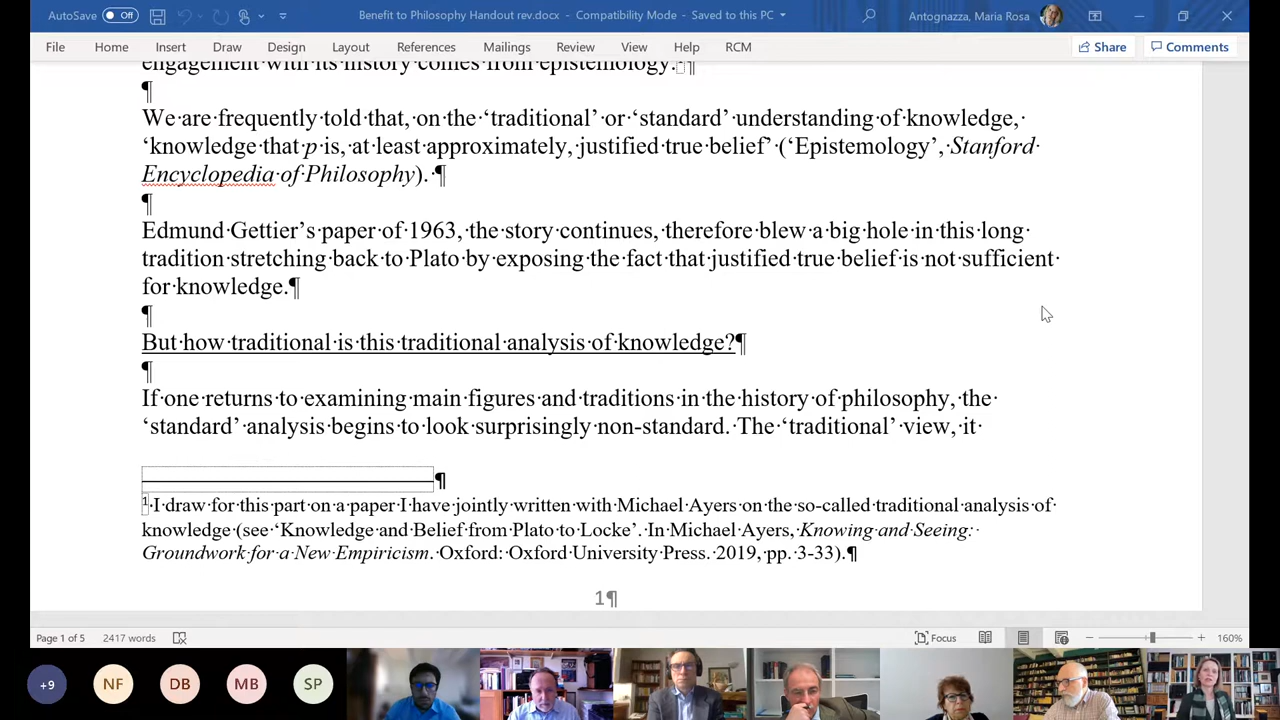 AutoSave Off Benefit to Philosophy Handout rev.docx - Compatibility Mode - Saved to this PC Antognazza, Maria Rosa
File Home Insert Draw Design Layout References Mailings Review View Help RCM Share Comments
engagement with its history comes from epistemology. ¶
¶
We are frequently told that, on the ‘traditional’ or ‘standard’ understanding of knowledge,
‘knowledge that p is, at least approximately, justified true belief’ (‘Epistemology’, Stanford
Encyclopedia of Philosophy). ¶
¶
Edmund Gettier’s paper of 1963, the story continues, therefore blew a big hole in this long
tradition stretching back to Plato by exposing the fact that justified true belief is not sufficient
for knowledge.¶
¶
But how traditional is this traditional analysis of knowledge?¶
¶
If one returns to examining main figures and traditions in the history of philosophy, the
‘standard’ analysis begins to look surprisingly non-standard. The ‘traditional’ view, it
¶
1 I draw for this part on a paper I have jointly written with Michael Ayers on the so-called traditional analysis of
knowledge (see ‘Knowledge and Belief from Plato to Locke’. In Michael Ayers, Knowing and Seeing:
Groundwork for a New Empiricism. Oxford: Oxford University Press. 2019, pp. 3-33).¶
1¶
Page 1 of 5 2417 words Focus 160%
+9 NF DB MB SP